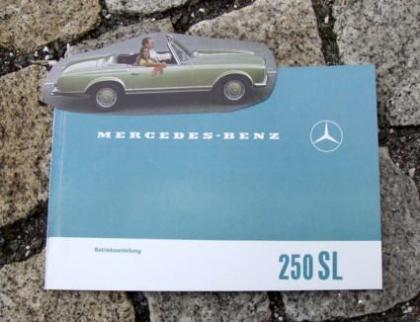 MERCEDES-BENZ
Betriebsanleitung
250 SL